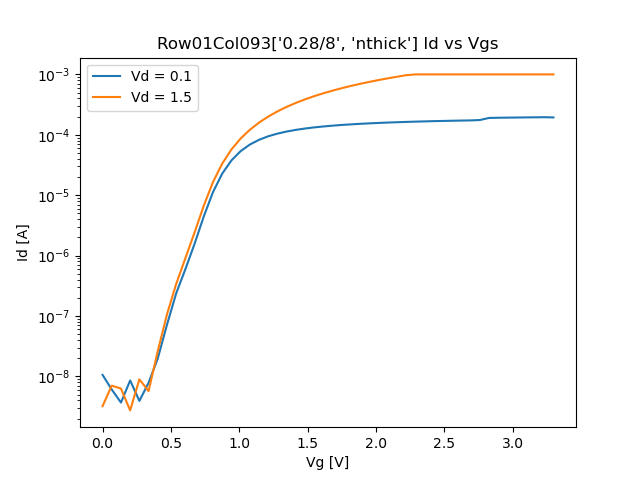 Row01Col093['0.28/8', 'nthick'] Id vs Vgs
Vd = 0.1
Vd = 1.5
10⁻³
10⁻⁴
10⁻⁵
10⁻⁶
10⁻⁷
10⁻⁸
Id [A]
0.0 0.5 1.0 1.5 2.0 2.5 3.0
Vg [V]